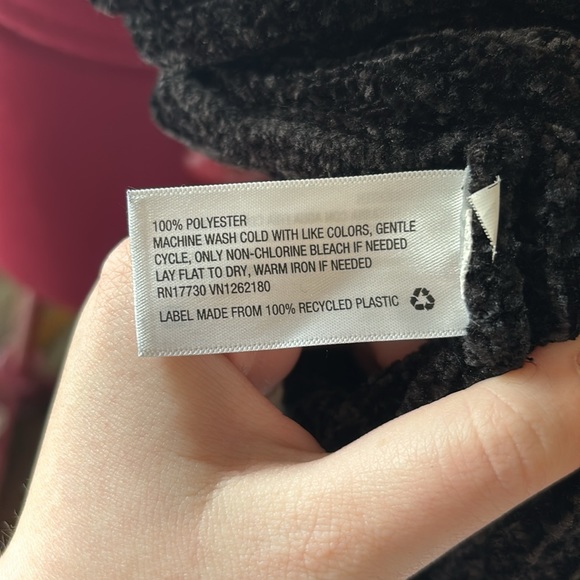 100% POLYESTER
MACHINE WASH COLD WITH LIKE COLORS, GENTLE
CYCLE, ONLY NON-CHLORINE BLEACH IF NEEDED
LAY FLAT TO DRY, WARM IRON IF NEEDED
RN17730 VN1262180
LABEL MADE FROM 100% RECYCLED PLASTIC